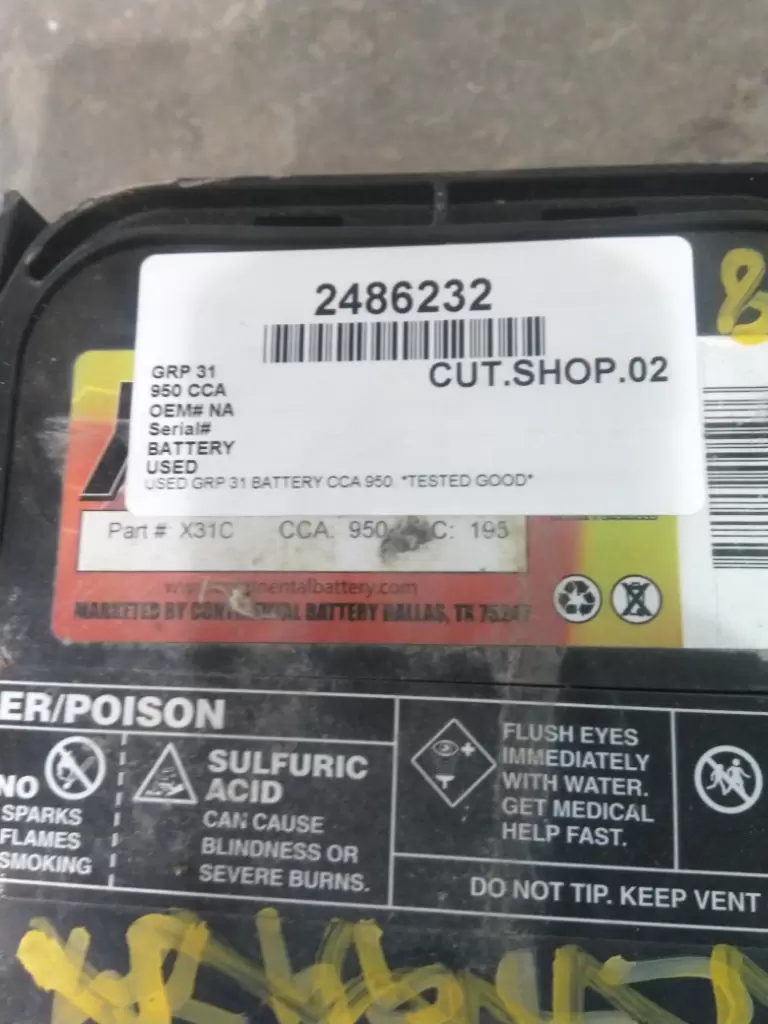 2486232
GRP 31
CUT.SHOP.02
950 CCA
OEM# NA
Serial#
BATTERY
USED
USED GRP 31 BATTERY CCA 950. *TESTED GOOD*
Part # X31C CCA: 950 C: 195
MARKETED BY CONTINENTAL BATTERY DALLAS, TX
ER/POISON
NO
SPARKS
FLAMES
SMOKING
SULFURIC
ACID
CAN CAUSE
BLINDNESS OR
SEVERE BURNS.
FLUSH EYES
IMMEDIATELY
WITH WATER.
GET MEDICAL
HELP FAST.
DO NOT TIP. KEEP VENT